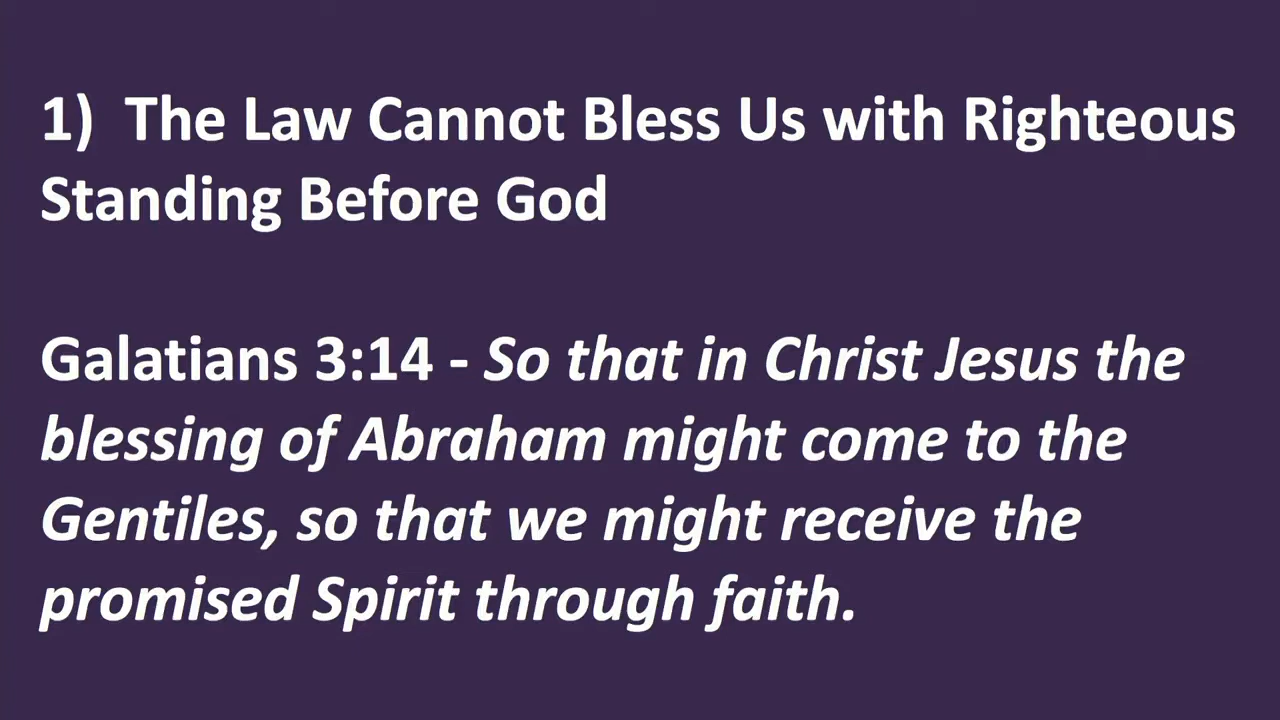 1)  The Law Cannot Bless Us with Righteous
Standing Before God
Galatians 3:14 - So that in Christ Jesus the
blessing of Abraham might come to the
Gentiles, so that we might receive the
promised Spirit through faith.